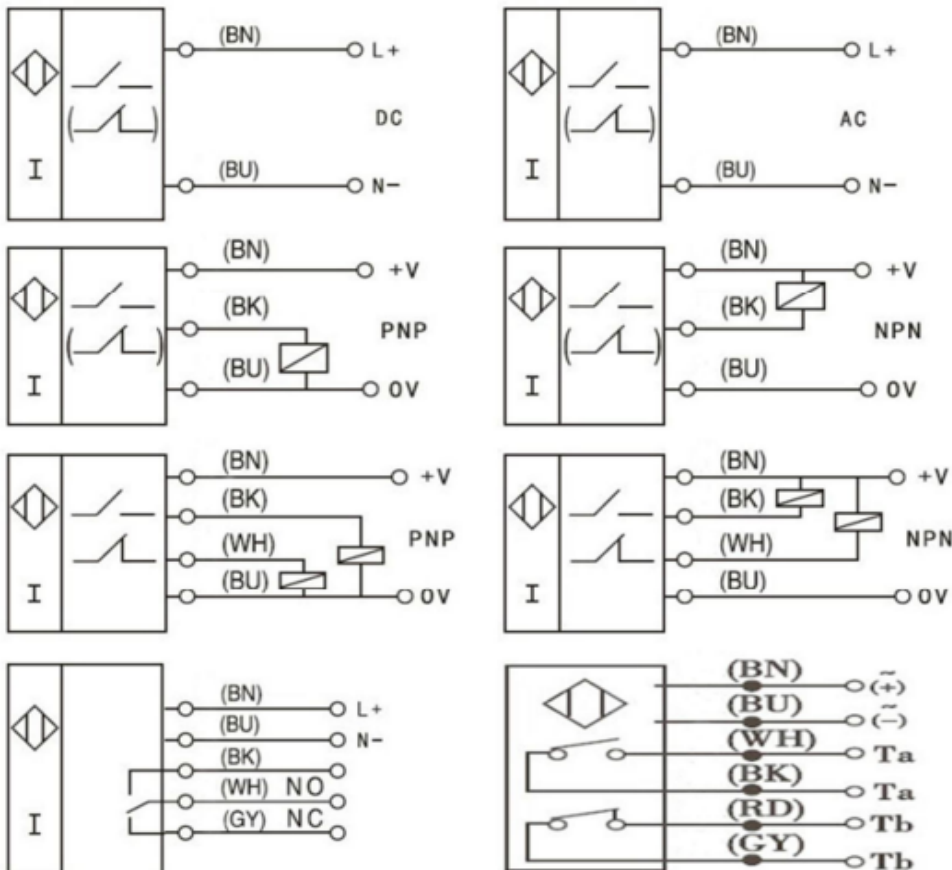 (BN) L+
DC
I
(BU) N-
(BN) L+
AC
I
(BU) N-
(BN) +V
(BK)
PNP
I
(BU) 0V
(BN) +V
(BK)
NPN
I
(BU) 0V
(BN) +V
(BK)
PNP
(WH)
I
(BU) 0V
(BN) +V
(BK)
NPN
(WH)
I
(BU) 0V
(BN) L+
(BU) N-
(BK)
(WH) NO
I
(GY) NC
(BN) ~(+)
(BU) ~(-)
(WH) Ta
(BK) Ta
(RD) Tb
(GY) Tb